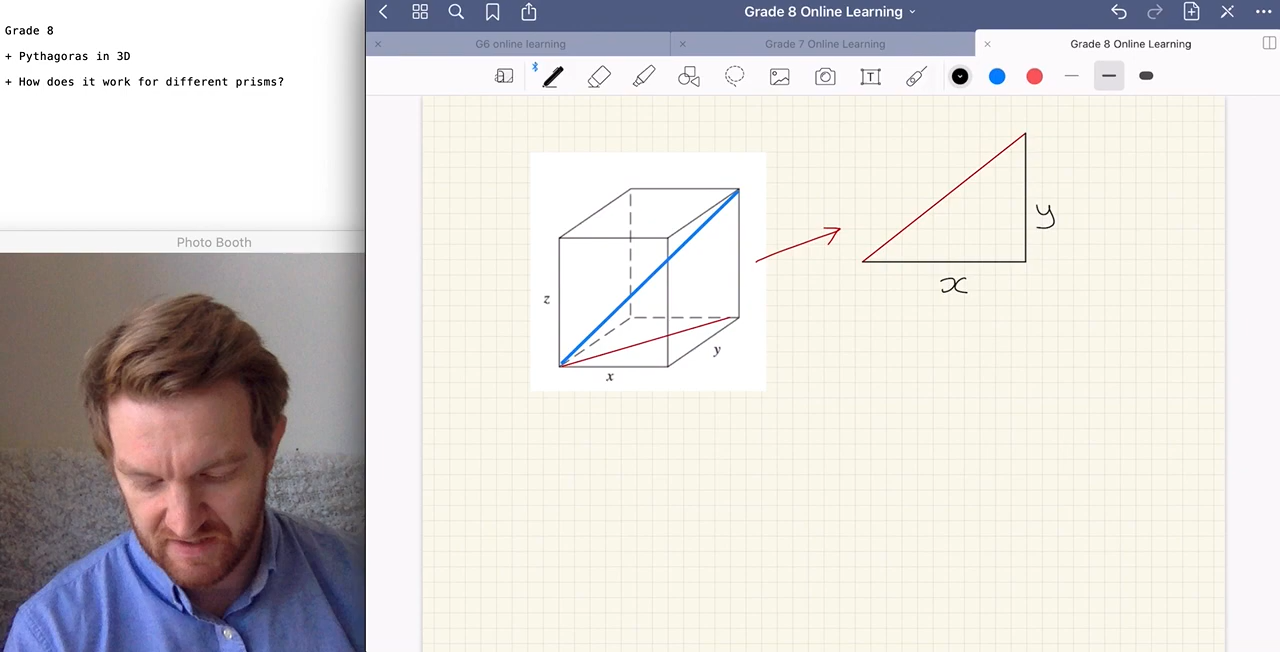 Grade 8
+ Pythagoras in 3D
+ How does it work for different prisms?
Photo Booth
Grade 8 Online Learning
G6 online learning
Grade 7 Online Learning
Grade 8 Online Learning
T
z
x
y
y
x